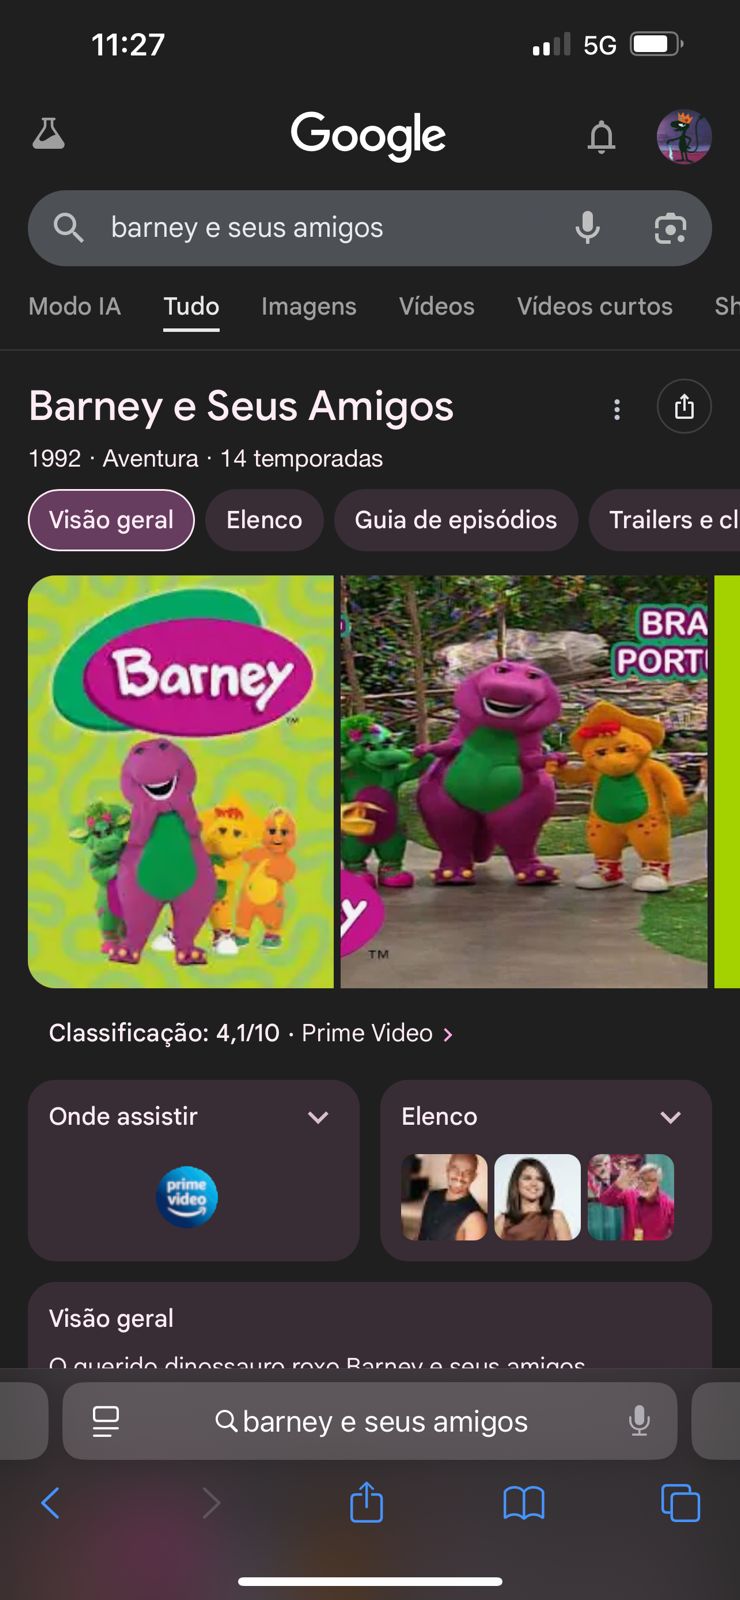 11:27
5G
Google
barney e seus amigos
Modo IA Tudo Imagens Vídeos Vídeos curtos Sh
Barney e Seus Amigos
1992 · Aventura · 14 temporadas
Visão geral Elenco Guia de episódios Trailers e cl
Barney
TM
BRA
PORT
y
TM
Classificação: 4,1/10 · Prime Video >
Onde assistir
prime
video
Elenco
Visão geral
O querido dinossauro roxo Barney e seus amigos
barney e seus amigos